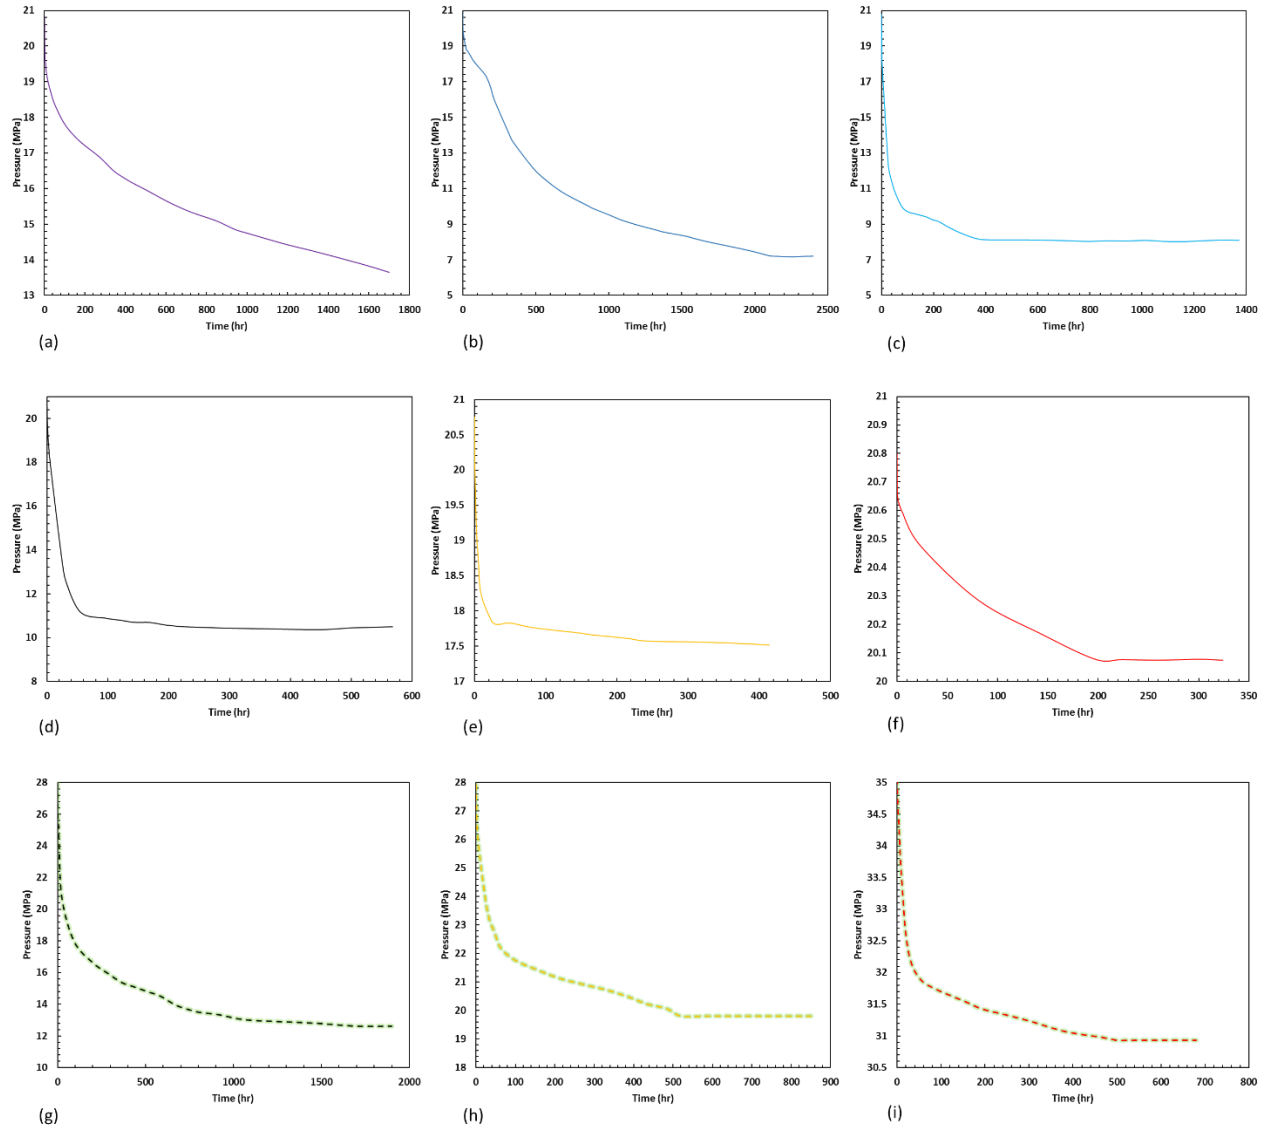 21
20
19
18
17
16
15
14
13
Pressure (MPa)
0 200 400 600 800 1000 1200 1400 1600 1800
Time (hr)
(a)
21
19
17
15
13
11
9
7
5
Pressure (MPa)
0 500 1000 1500 2000 2500
Time (hr)
(b)
21
19
17
15
13
11
9
7
5
Pressure (MPa)
0 200 400 600 800 1000 1200 1400
Time (hr)
(c)
20
18
16
14
12
10
8
Pressure (MPa)
0 100 200 300 400 500 600
Time (hr)
(d)
21
20.5
20
19.5
19
18.5
18
17.5
17
Pressure (MPa)
0 100 200 300 400 500
Time (hr)
(e)
21
20.9
20.8
20.7
20.6
20.5
20.4
20.3
20.2
20.1
20
Pressure (MPa)
0 50 100 150 200 250 300 350
Time (hr)
(f)
28
26
24
22
20
18
16
14
12
10
Pressure (MPa)
0 500 1000 1500 2000
Time (hr)
(g)
28
27
26
25
24
23
22
21
20
19
18
Pressure (MPa)
0 100 200 300 400 500 600 700 800 900
Time (hr)
(h)
35
34.5
34
33.5
33
32.5
32
31.5
31
30.5
Pressure (MPa)
0 100 200 300 400 500 600 700 800
Time (hr)
(i)